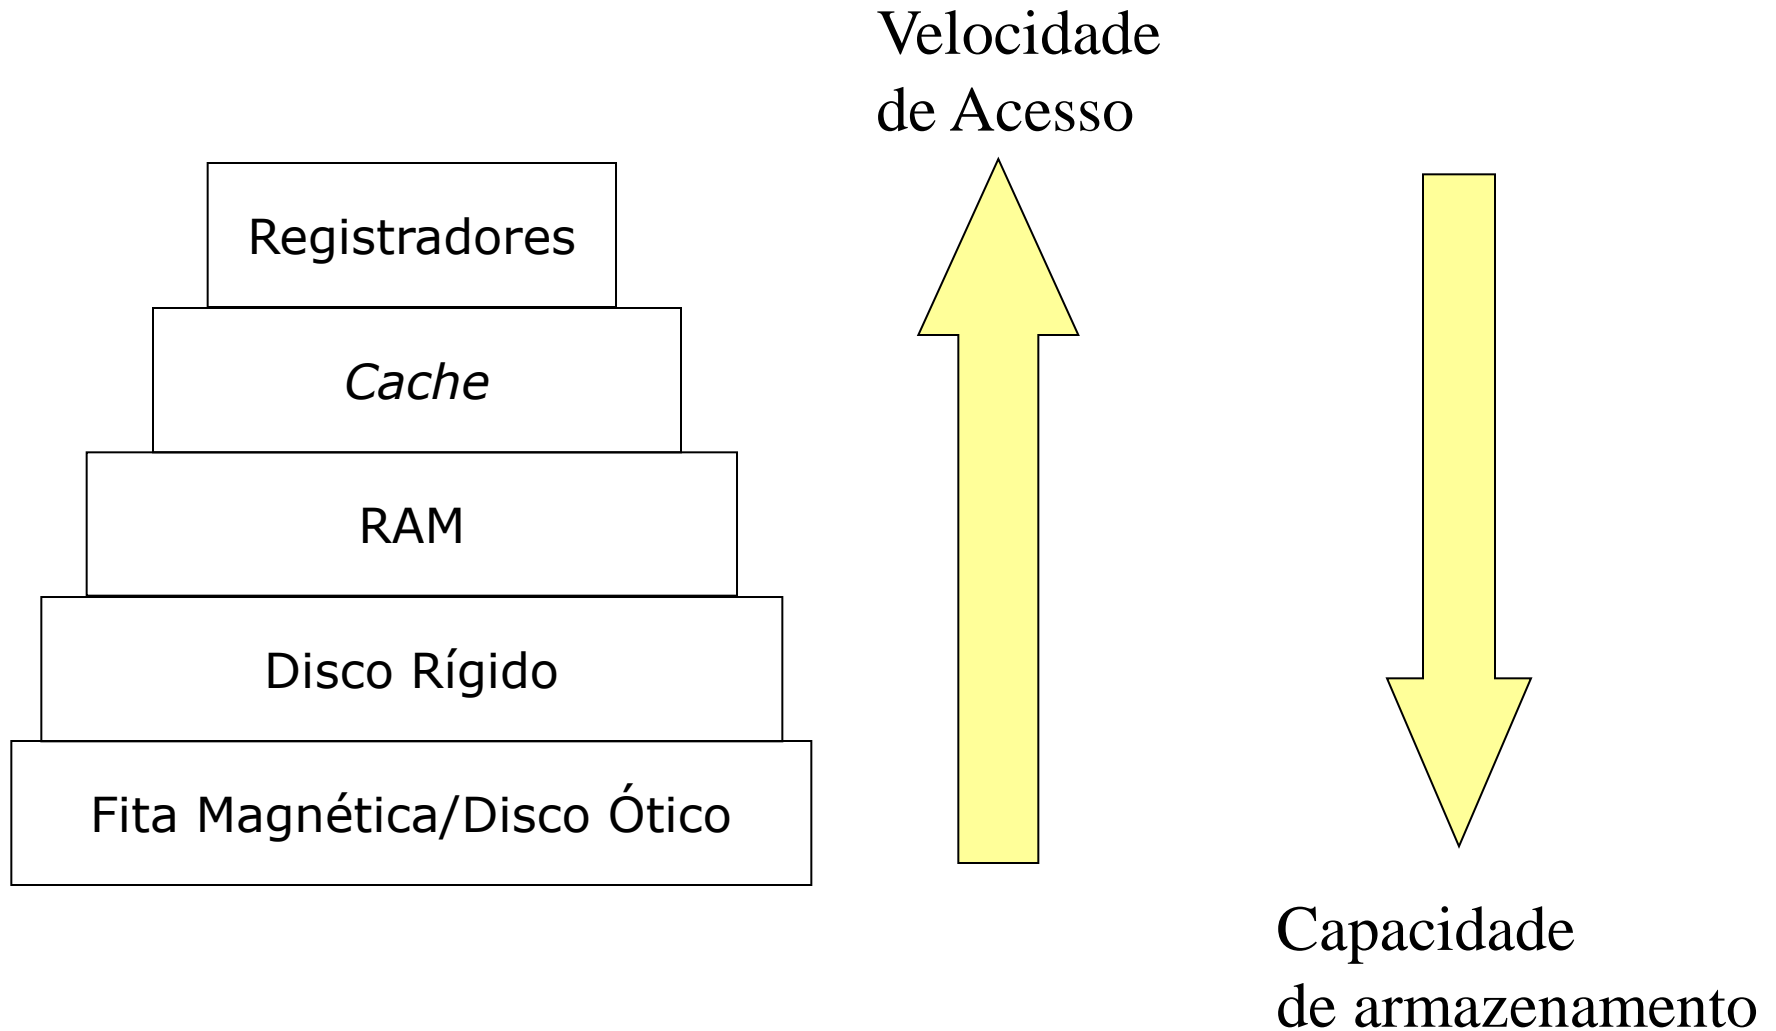 Velocidade
de Acesso
Registradores
Cache
RAM
Disco Rígido
Fita Magnética/Disco Ótico
Capacidade
de armazenamento